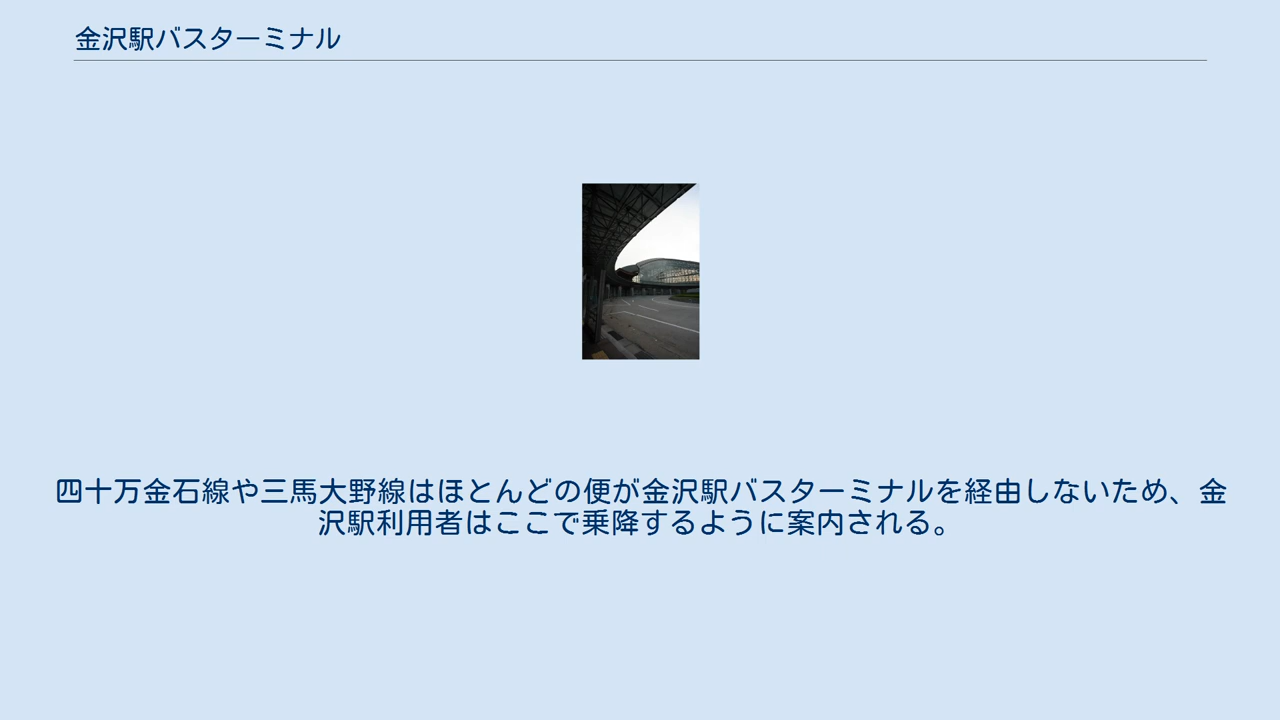 金沢駅バスターミナル
四十万金石線や三馬大野線はほとんどの便が金沢駅バスターミナルを経由しないため、金
沢駅利用者はここで乗降するように案内される。